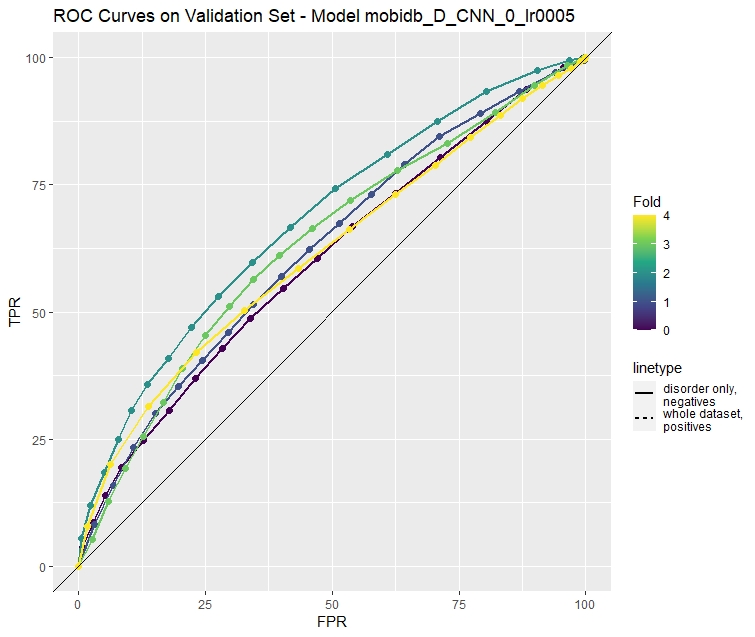 ROC Curves on Validation Set - Model mobidb_D_CNN_0_lr0005
100
75
50
25
0
TPR
0
25
50
75
100
FPR
Fold
4
3
2
1
0
linetype
disorder only,
negatives
whole dataset,
positives